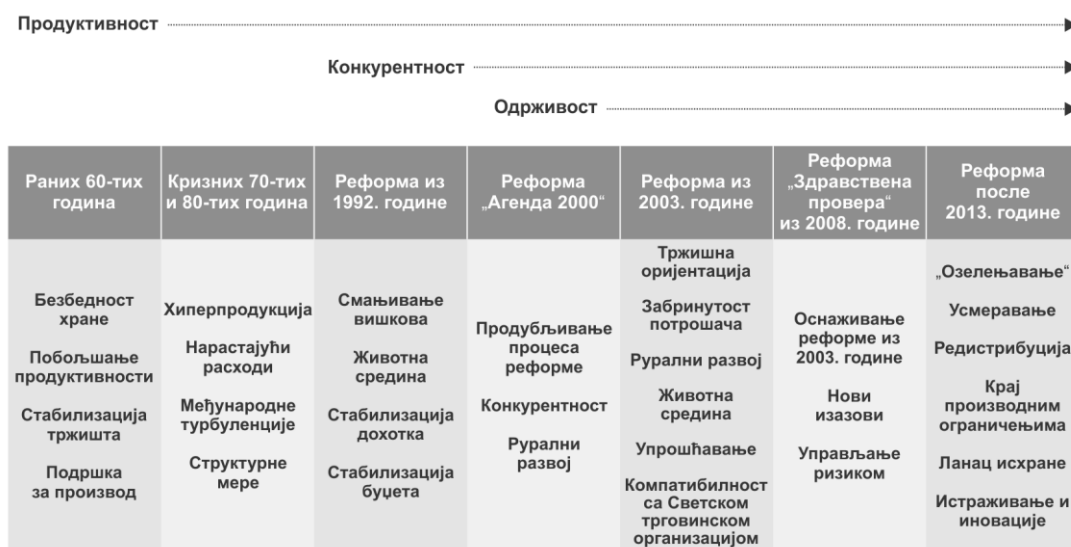 Продуктивност
Конкурентност
Одрживост
Раних 60-тих
година
Кризних 70-тих
и 80-тих година
Реформа из
1992. године
Реформа
„Агенда 2000“
Реформа из
2003. године
Реформа
„Здравствена
провера“
из 2008. године
Реформа
после
2013. године
Безбедност
хране
Побољшање
продуктивности
Стабилизација
тржишта
Подршка
за производ
Хиперпродукција
Нарастајући
расходи
Међународне
турбуленције
Структурне
мере
Смањивање
вишкова
Животна
средина
Стабилизација
дохотка
Стабилизација
буџета
Продубљивање
процеса
реформе
Конкурентност
Рурални
развој
Тржишна
оријентација
Забринутост
потрошача
Рурални развој
Животна
средина
Упрошћавање
Компатибилност
са Светском
трговинском
организацијом
Оснаживање
реформе из
2003. године
Нови
изазови
Управљање
ризиком
„Озелењавање“
Усмеравање
Редистрибуција
Крај
производним
ограничењима
Ланац исхране
Истраживање и
иновације